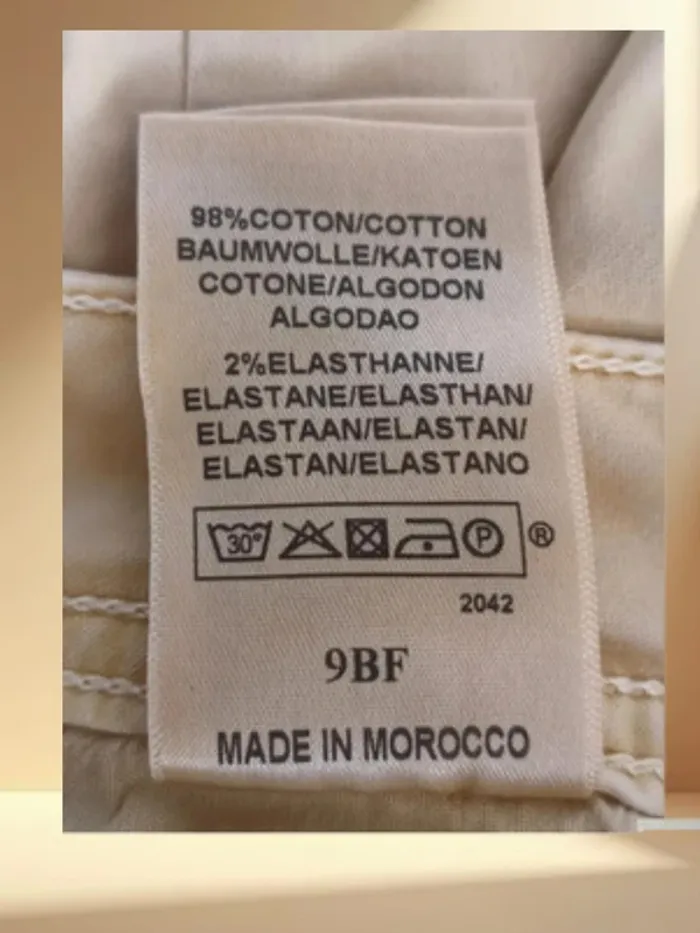 98%COTON/COTTON
BAUMWOLLE/KATOEN
COTONE/ALGODON
ALGODAO
2%ELASTHANNE/
ELASTANE/ELASTHAN/
ELASTAAN/ELASTAN/
ELASTAN/ELASTANO
30° P ®
2042
9BF
MADE IN MOROCCO